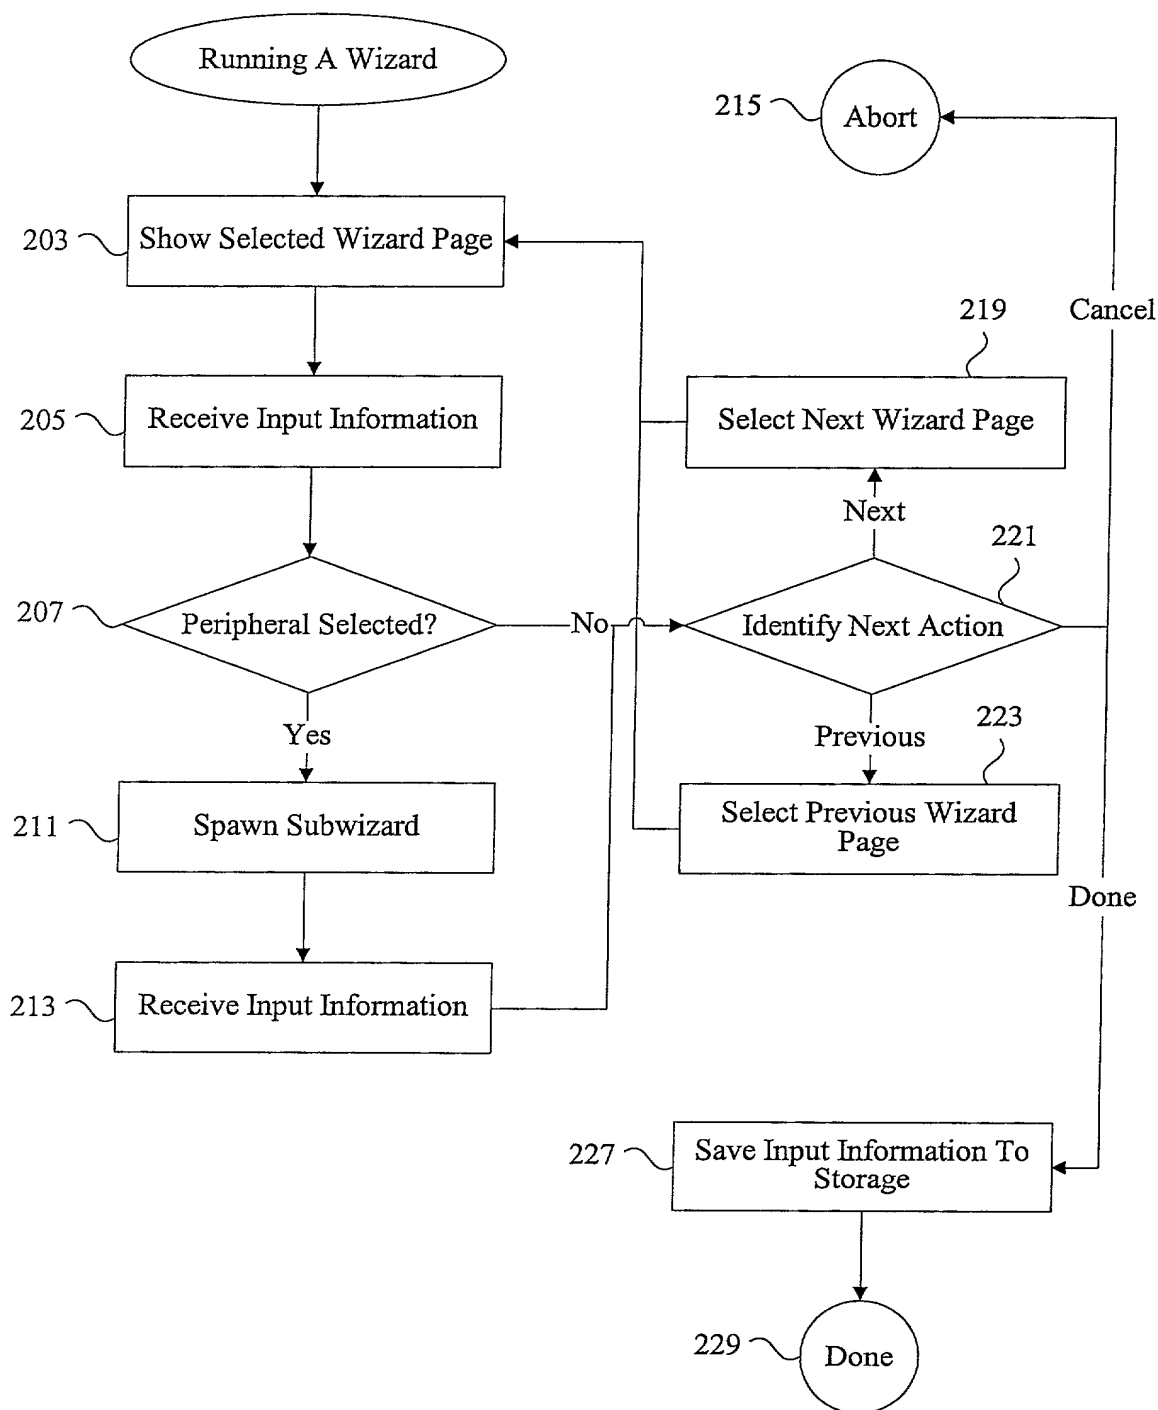 Running A Wizard
215
Abort
203
Show Selected Wizard Page
Cancel
219
205
Receive Input Information
Select Next Wizard Page
Next
221
207
Peripheral Selected?
No
Identify Next Action
Yes
Previous
223
211
Spawn Subwizard
Select Previous Wizard
Page
Done
213
Receive Input Information
227
Save Input Information To
Storage
229
Done